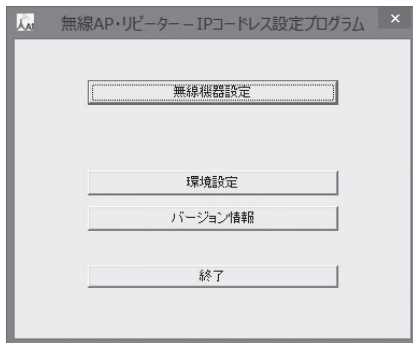 無線AP・リピーター－IPコードレス設定プログラム
無線機器設定
環境設定
バージョン情報
終了